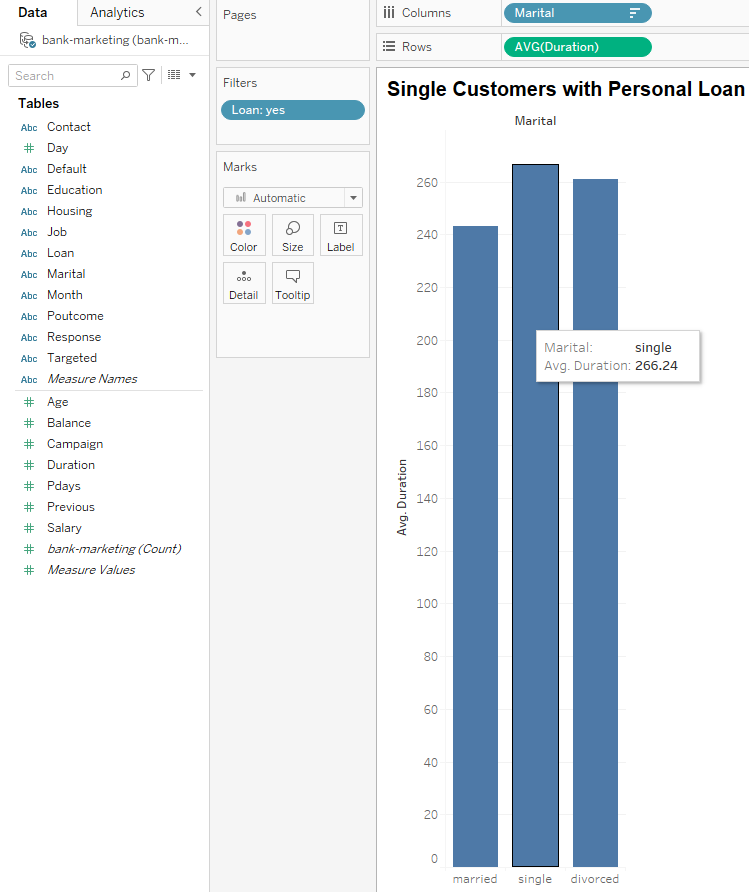 Data
Analytics
bank-marketing (bank-m...
Search
Tables
Abc Contact
# Day
Abc Default
Abc Education
Abc Housing
Abc Job
Abc Loan
Abc Marital
Abc Month
Abc Poutcome
Abc Response
Abc Targeted
Abc Measure Names
# Age
# Balance
# Campaign
# Duration
# Pdays
# Previous
# Salary
# bank-marketing (Count)
# Measure Values
Pages
Filters
Loan: yes
Marks
Automatic
Color
Size
T
Label
Detail
Tooltip
Columns
Marital
Rows
AVG(Duration)
Single Customers with Personal Loan
Marital
260
240
220
200
180
160
140
120
100
80
60
40
20
0
Avg. Duration
Marital: single
Avg. Duration: 266.24
married
single
divorced